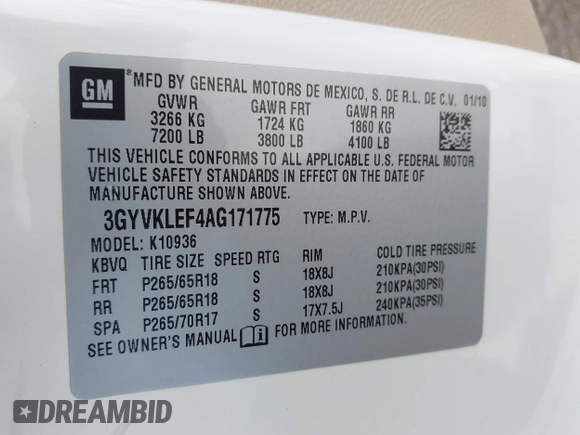 GM ® MFD BY GENERAL MOTORS DE MEXICO, S. DE R.L. DE C.V. 01/10
GVWR GAWR FRT GAWR RR
3266 KG 1724 KG 1860 KG
7200 LB 3800 LB 4100 LB
THIS VEHICLE CONFORMS TO ALL APPLICABLE U.S. FEDERAL MOTOR
VEHICLE SAFETY STANDARDS IN EFFECT ON THE DATE OF
MANUFACTURE SHOWN ABOVE.
3GYVKLEF4AG171775 TYPE: M.P.V.
MODEL: K10936
KBVQ TIRE SIZE SPEED RTG RIM COLD TIRE PRESSURE
FRT P265/65R18 S 18X8J 210KPA(30PSI)
RR P265/65R18 S 18X8J 210KPA(30PSI)
SPA P265/70R17 S 17X7.5J 240KPA(35PSI)
SEE OWNER'S MANUAL FOR MORE INFORMATION.
DREAMBID